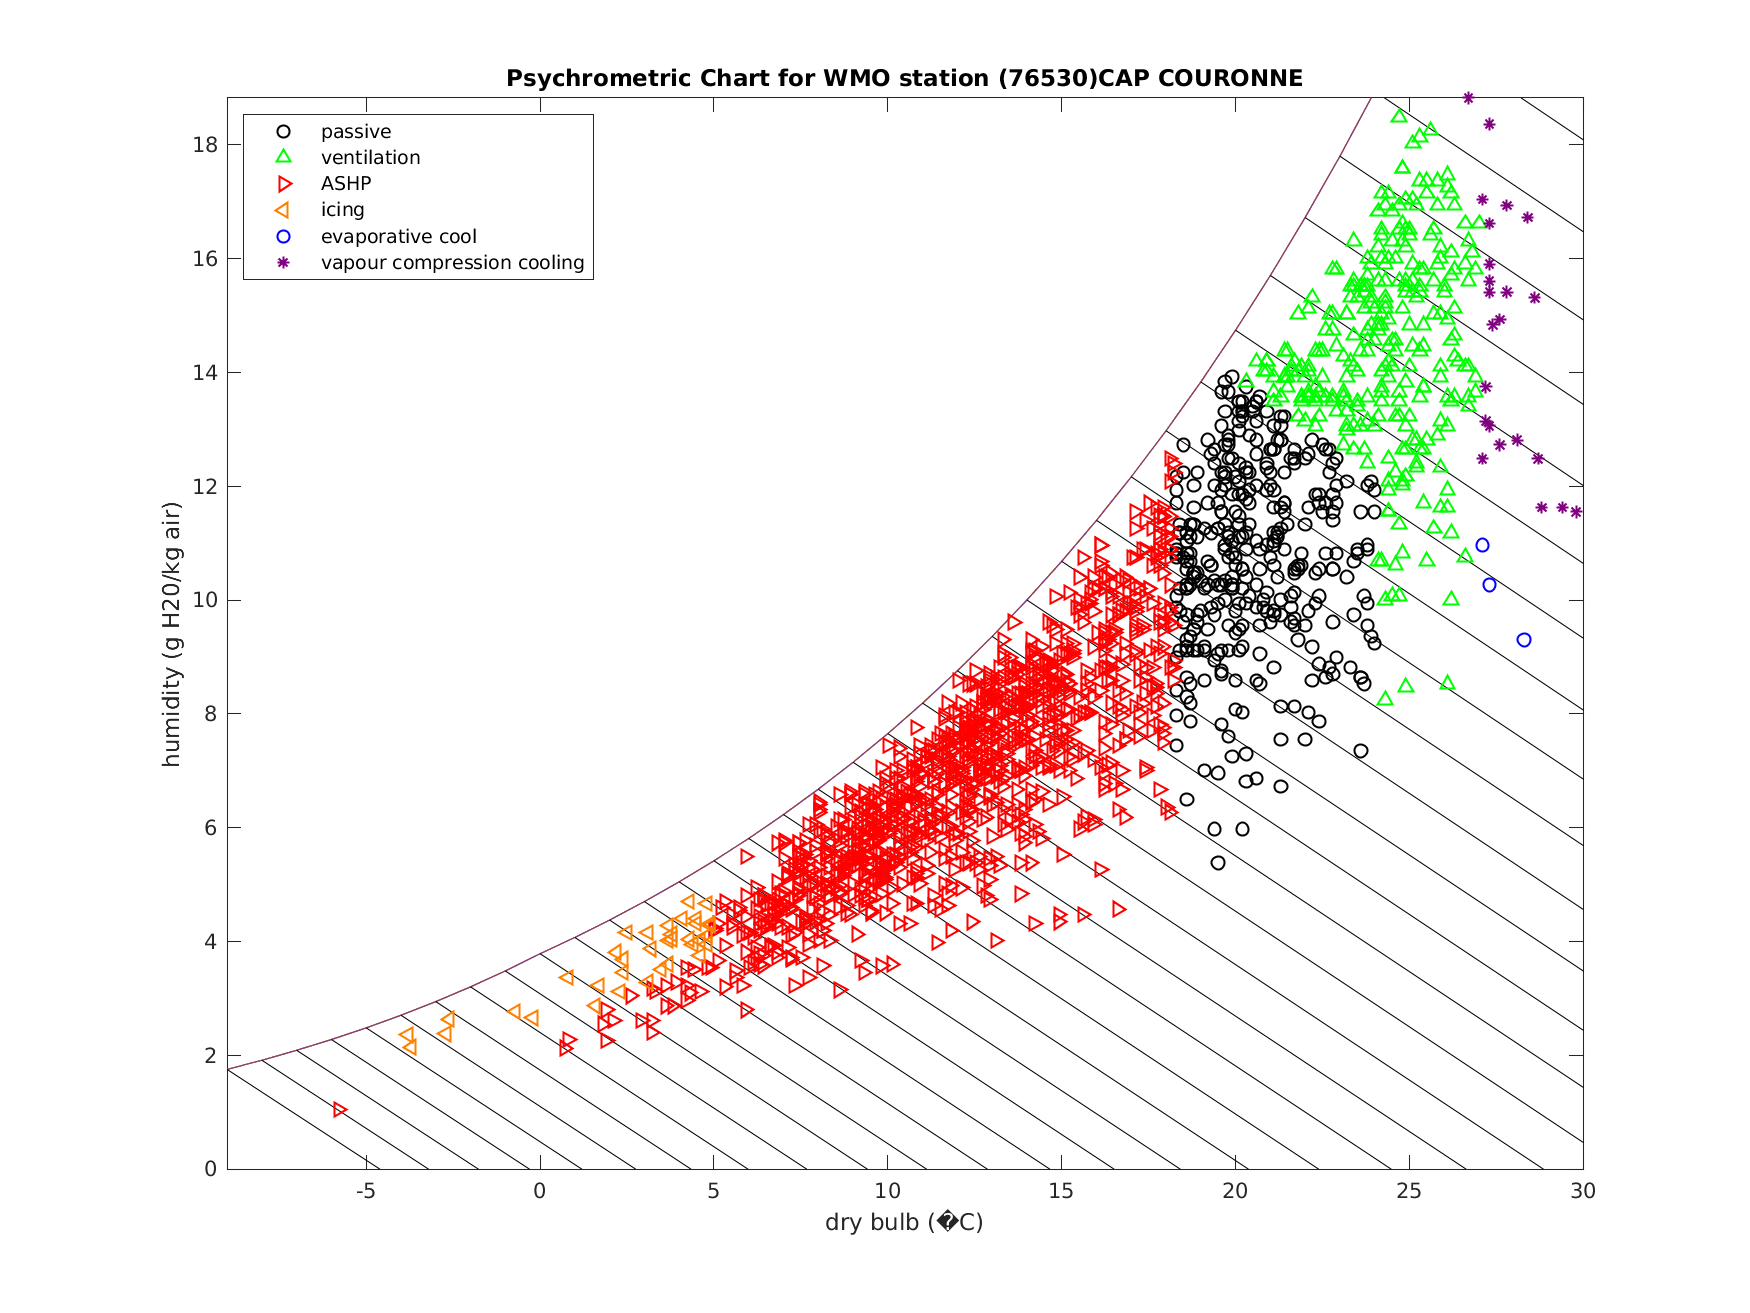 Psychrometric Chart for WMO station (76530)CAP COURONNE
passive
ventilation
ASHP
icing
evaporative cool
vapour compression cooling
humidity (g H20/kg air)
18
16
14
12
10
8
6
4
2
0
-5 0 5 10 15 20 25 30
dry bulb (�C)